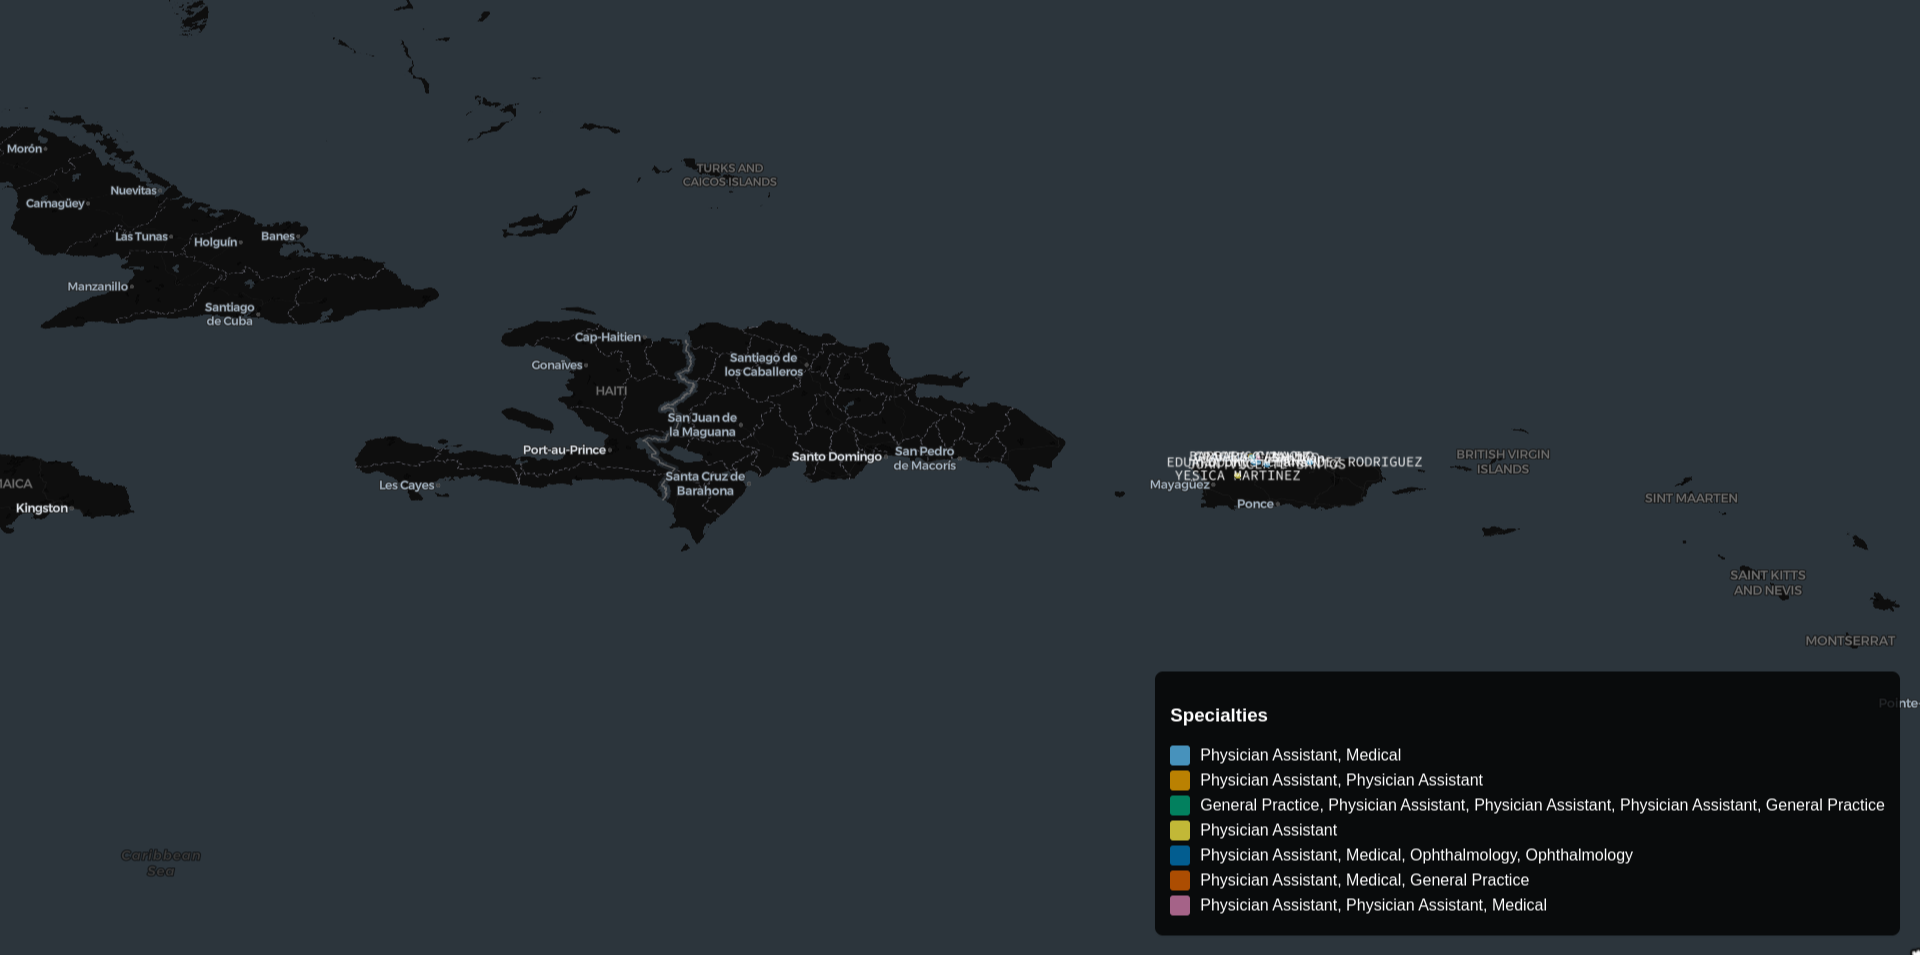 TURKS AND
CAICOS ISLANDS
Morón
Nuevitas
Camagüey
Las Tunas
Holguín
Banes
Manzanillo
Santiago
de Cuba
Cap-Haitien
Gonaïves
Santiago de
los Caballeros
HAITI
San Juan de
la Maguana
Port-au-Prince
Santo Domingo
San Pedro
de Macorís
Santa Cruz de
Barahona
Les Cayes
AICA
Kingston
RODRIGUEZ
YESICA MARTINEZ
Mayagüez
Ponce
BRITISH VIRGIN
ISLANDS
SINT MAARTEN
SAINT KITTS
AND NEVIS
MONTSERRAT
Pointe-
Caribbean
Sea
Specialties
Physician Assistant, Medical
Physician Assistant, Physician Assistant
General Practice, Physician Assistant, Physician Assistant, Physician Assistant, General Practice
Physician Assistant
Physician Assistant, Medical, Ophthalmology, Ophthalmology
Physician Assistant, Medical, General Practice
Physician Assistant, Physician Assistant, Medical